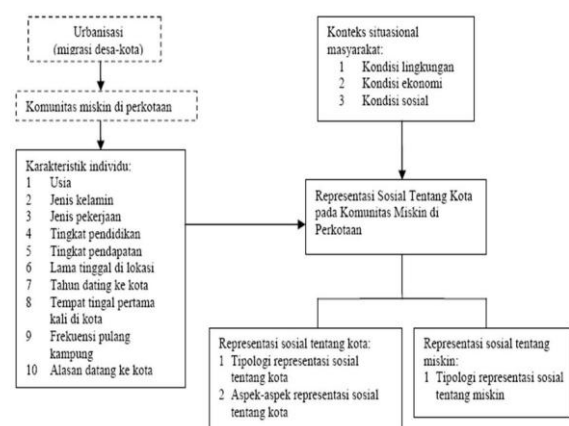 Urbanisasi
(migrasi desa-kota)
Komunitas miskin di perkotaan
Karakteristik individu:
1 Usia
2 Jenis kelamin
3 Jenis pekerjaan
4 Tingkat pendidikan
5 Tingkat pendapatan
6 Lama tinggal di lokasi
7 Tahun dating ke kota
8 Tempat tingal pertama
kali di kota
9 Frekuensi pulang
kampung
10 Alasan datang ke kota
Konteks situasional
masyarakat:
1 Kondisi lingkungan
2 Kondisi ekonomi
3 Kondisi sosial
Representasi Sosial Tentang Kota
pada Komunitas Miskin di
Perkotaan
Representasi sosial tentang kota:
1 Tipologi representasi sosial
tentang kota
2 Aspek-aspek representasi sosial
tentang kota
Representasi sosial tentang
miskin:
1 Tipologi representasi sosial
tentang miskin